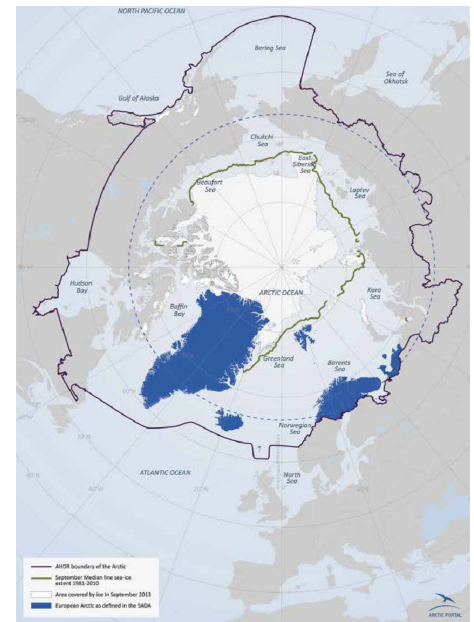 NORTH PACIFIC OCEAN
Bering Sea
Sea of
Okhotsk
Gulf of Alaska
Chukchi
Sea
East
Siberia
Sea
Beaufort
Sea
Laptev
Sea
Hudson
Bay
Baffin
Bay
ARCTIC OCEAN
Kara
Sea
Greenland
Sea
Barents
Sea
Norwegian
Sea
ATLANTIC OCEAN
North
Sea
AHDR boundary of the Arctic
September Median line sea-ice
extent 1981-2010
Area covered by ice in September 2013
European Arctic as defined in the SADA
ARCTIC PORTAL